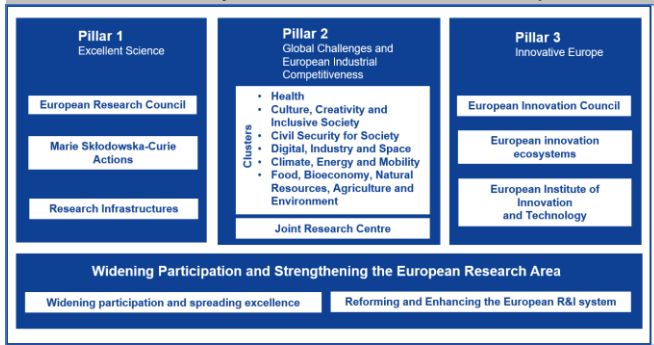 Pillar 1
Excellent Science
European Research Council
Marie Skłodowska-Curie
Actions
Research Infrastructures
Pillar 2
Global Challenges and
European Industrial
Competitiveness
Clusters
• Health
• Culture, Creativity and
Inclusive Society
• Civil Security for Society
• Digital, Industry and Space
• Climate, Energy and Mobility
• Food, Bioeconomy, Natural
Resources, Agriculture and
Environment
Joint Research Centre
Pillar 3
Innovative Europe
European Innovation Council
European innovation
ecosystems
European Institute of
Innovation
and Technology
Widening Participation and Strengthening the European Research Area
Widening participation and spreading excellence
Reforming and Enhancing the European R&I system